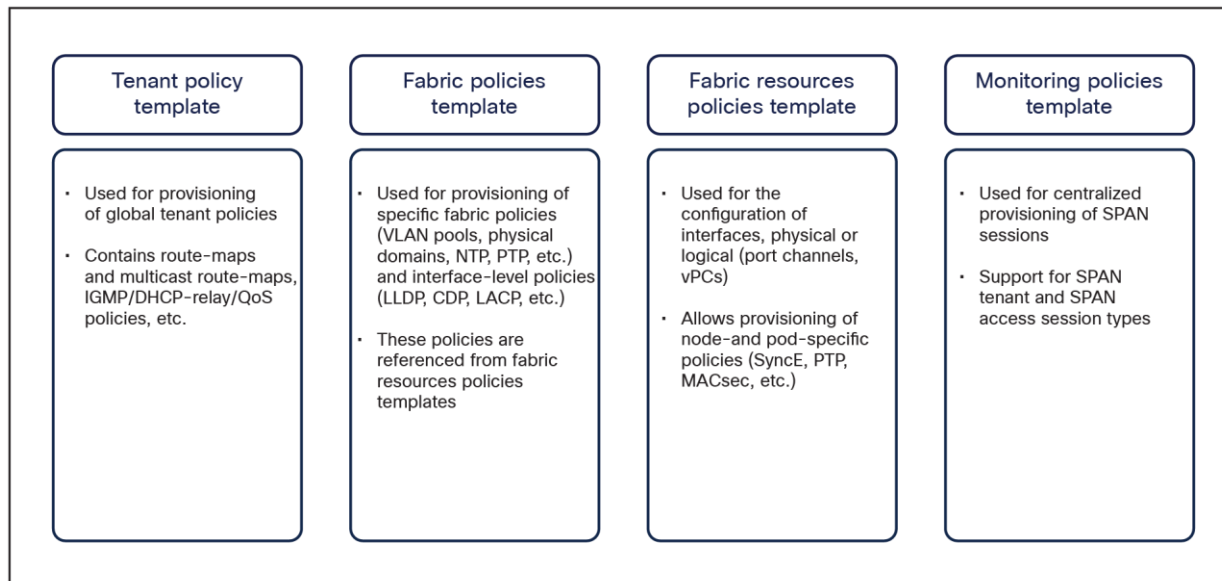 Tenant policy
template
Fabric policies
template
Fabric resources
policies template
Monitoring policies
template
• Used for provisioning
of global tenant policies
• Contains route-maps
and multicast route-maps,
IGMP/DHCP-relay/QoS
policies, etc.
• Used for provisioning of
specific fabric policies
(VLAN pools, physical
domains, NTP, PTP, etc.)
and interface-level policies
(LLDP, CDP, LACP, etc.)
• These policies are
referenced from fabric
resources policies
templates
• Used for the
configuration of
interfaces, physical or
logical (port channels,
vPCs)
• Allows provisioning of
node-and pod-specific
policies (SyncE, PTP,
MACsec, etc.)
• Used for centralized
provisioning of SPAN
sessions
• Support for SPAN
tenant and SPAN
access session types